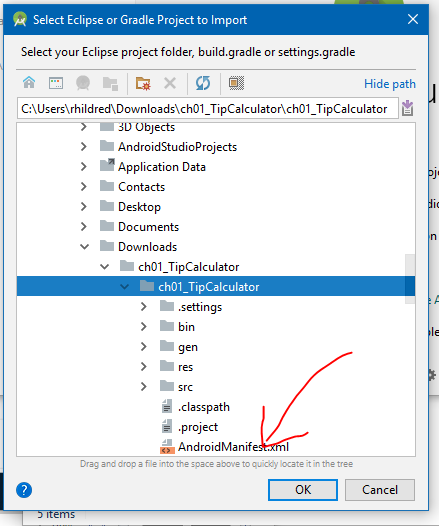 Select Eclipse or Gradle Project to Import
Select your Eclipse project folder, build.gradle or settings.gradle
Hide path
C:\Users\rhildred\Downloads\ch01_TipCalculator\ch01_TipCalculator
3D Objects
AndroidStudioProjects
Application Data
Contacts
Desktop
Documents
Downloads
ch01_TipCalculator
ch01_TipCalculator
.settings
bin
gen
res
src
.classpath
.project
AndroidManifest.xml
Drag and drop a file into the space above to quickly locate it in the tree
?
OK
Cancel
5 items